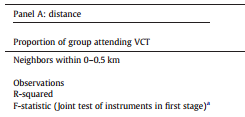 Panel A: distance
Proportion of group attending VCT
Neighbors within 0–0.5 km
Observations
R-squared
F-statistic (Joint test of instruments in first stage)a